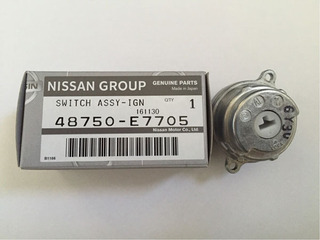 NISSAN GROUP
GENUINE PARTS
Made in Japan
SWITCH ASSY-IGN
QTY
161130
1
48750-E7705
Nissan Motor Co., Ltd.